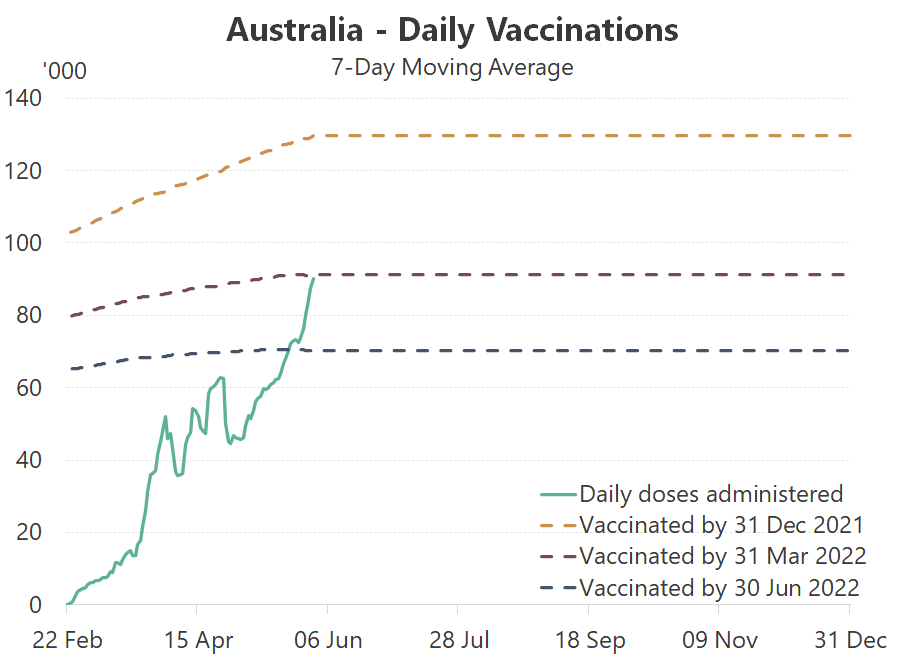 Australia - Daily Vaccinations
7-Day Moving Average
'000
140
120
100
80
60
40
20
0
22 Feb
15 Apr
06 Jun
28 Jul
18 Sep
09 Nov
31 Dec
Daily doses administered
Vaccinated by 31 Dec 2021
Vaccinated by 31 Mar 2022
Vaccinated by 30 Jun 2022